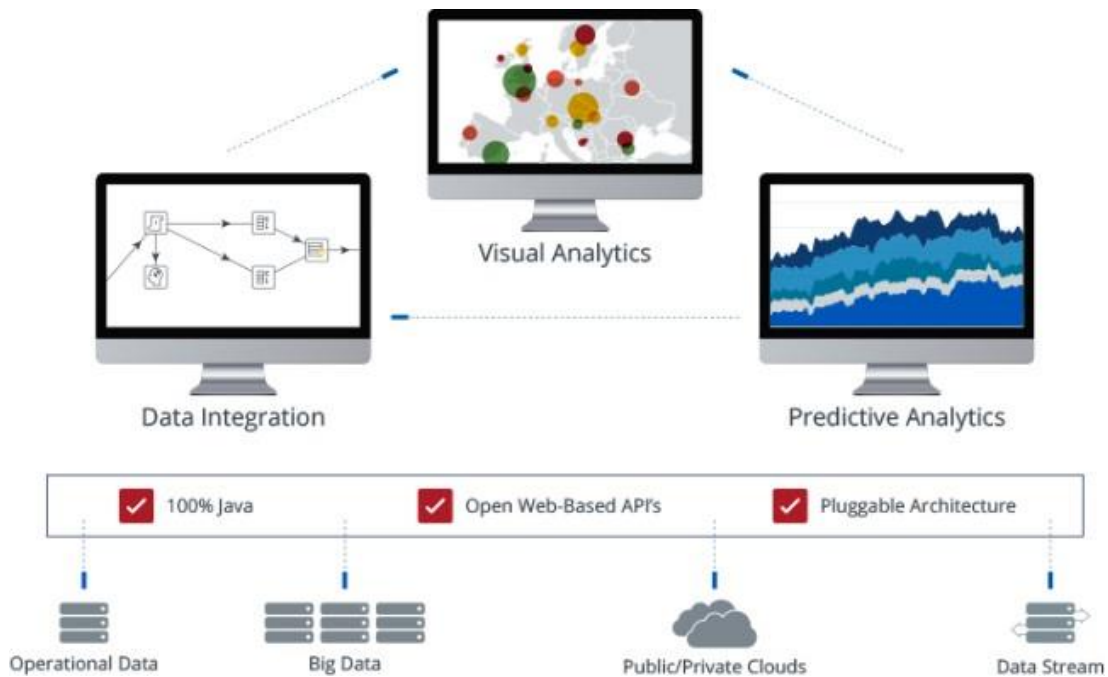 Visual Analytics
Data Integration
Predictive Analytics
100% Java
Open Web-Based API's
Pluggable Architecture
Operational Data
Big Data
Public/Private Clouds
Data Stream